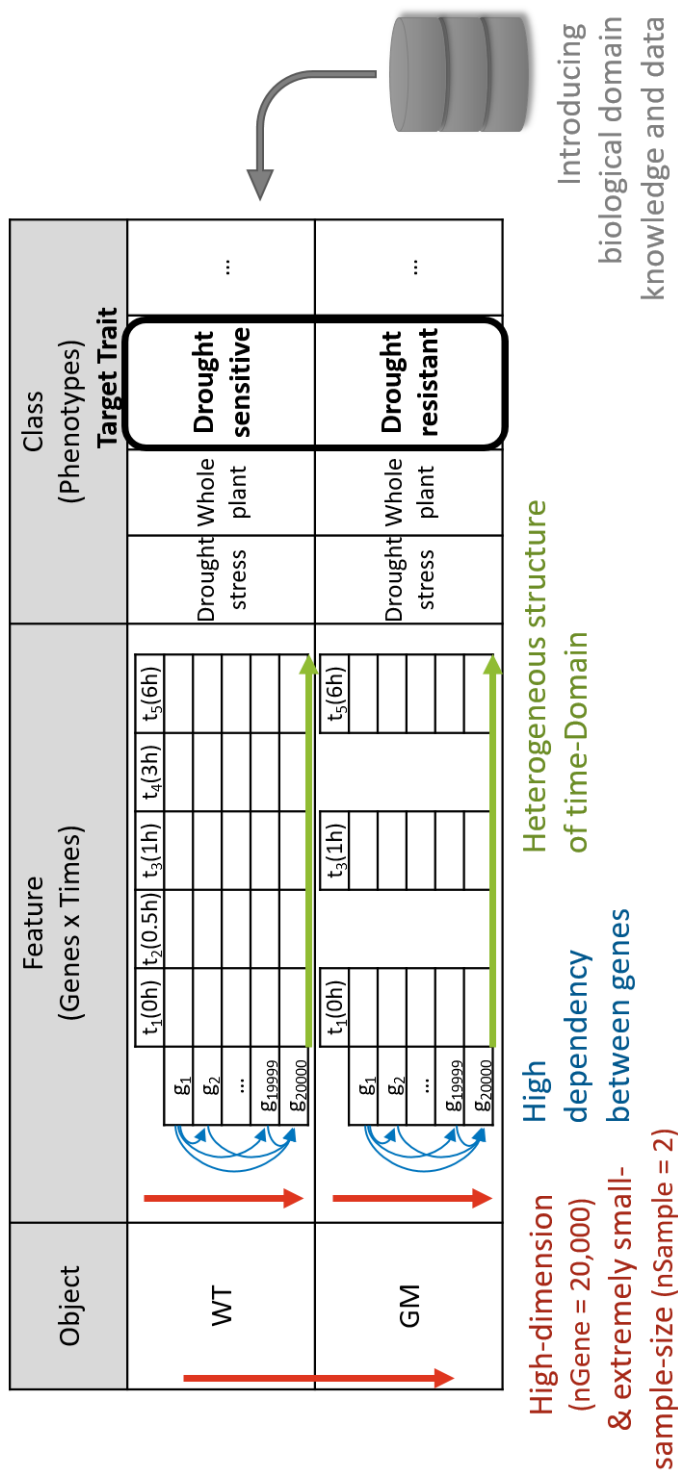 Object
Feature
(Genes x Times)
Class
(Phenotypes)
Target Trait
WT
t1(0h) t2(0.5h) t3(1h) t4(3h) t5(6h)
g1
g2
...
g19999
g20000
Drought
stress
Whole
plant
Drought
sensitive
...
GM
t1(0h) t3(1h) t5(6h)
g1
g2
...
g19999
g20000
Drought
stress
Whole
plant
Drought
resistant
...
High-dimension
(nGene = 20,000)
& extremely small-
sample-size (nSample = 2)
High
dependency
between genes
Heterogeneous structure
of time-Domain
Introducing
biological domain
knowledge and data